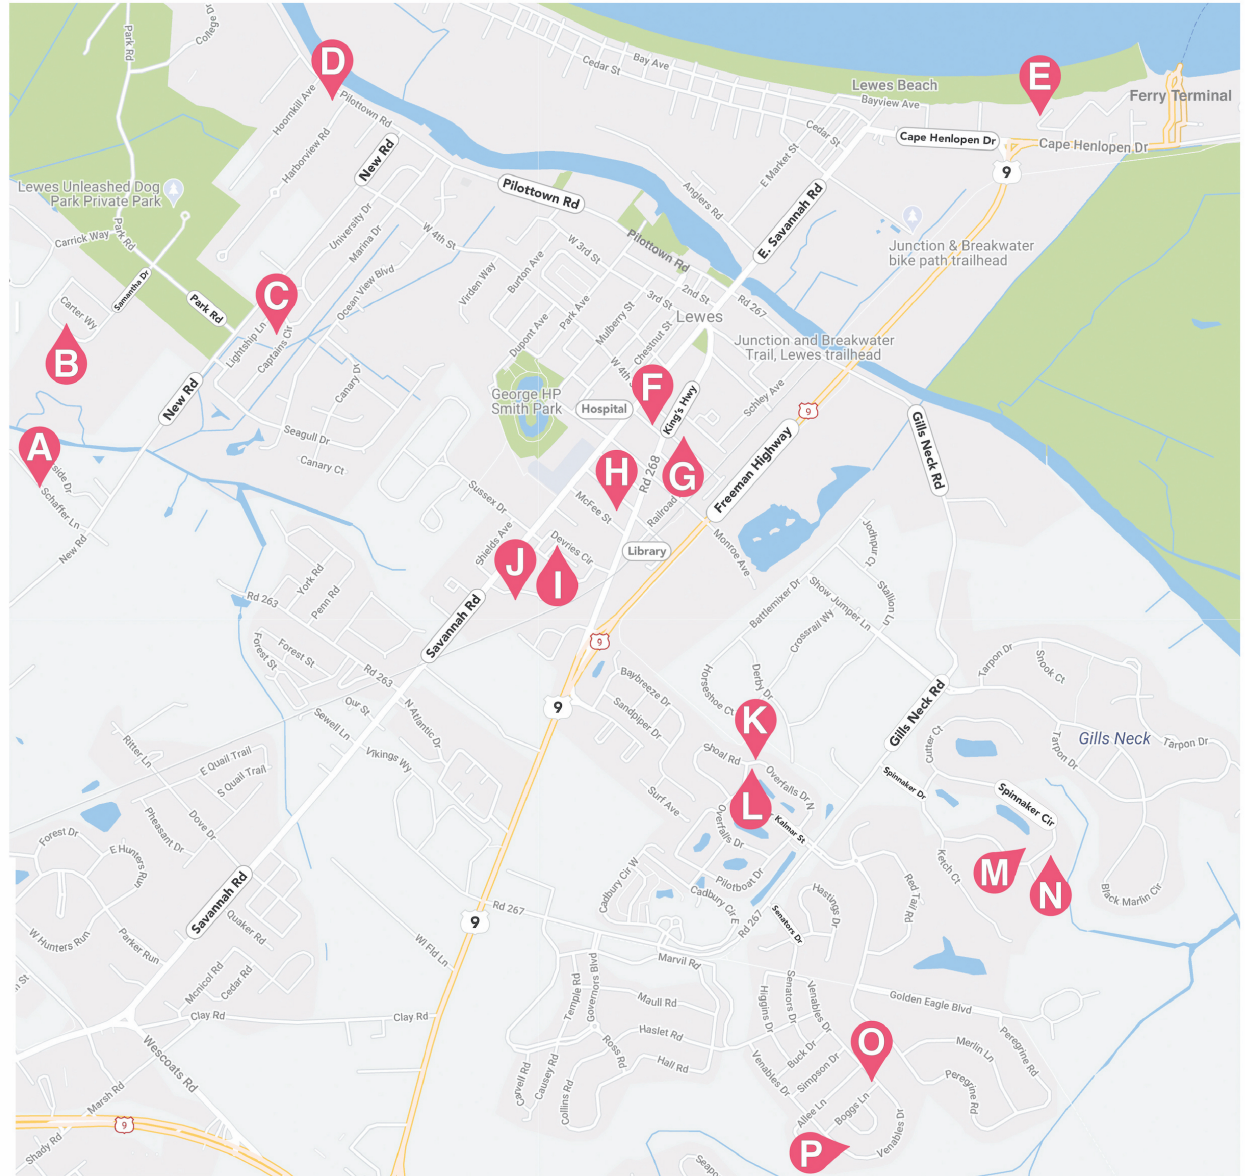 Park Rd
College Dr
D
Bay Ave
Cedar St
E
Lewes Beach
Bayview Ave
Ferry Terminal
Hoornkill Ave
Pilottown Rd
Cedar St
Cape Henlopen Dr
Cape Henlopen Dr
Harborview Rd
New Rd
E Market St
9
Lewes Unleashed Dog
Park Private Park
Pilottown Rd
Anglers Rd
E. Savannah Rd
Carrick Way
Park Rd
University Dr
Marina Dr
W 4th St
W 3rd St
Pilottown Rd
Junction & Breakwater
bike path trailhead
Samantha Dr
Ocean View Blvd
Virden Way
Burton Ave
2nd St
Rd 267
Carter Wy
Park Rd
C
Park Ave
3rd St
Lewes
Mulberry St
Chestnut St
B
Lightship Ln
Captains Cir
Dupont Ave
Junction and Breakwater
Trail, Lewes trailhead
W 4th
New Rd
Canary Dr
George HP
Smith Park
Hospital
F
King's Hwy
Schley Ave
9
A
side Dr
Seagull Dr
Canary Ct
Gills Neck Rd
Schaffer Ln
H
G
Rd 268
Freeman Highway
Sussex Dr
McFee St
Railroad
New Rd
Shields Ave
Devries Cir
Library
Monroe Ave
Jodhpur Ct
J
I
York Rd
Penn Rd
Rd 263
Battlemixer Dr
Show Jumper Ln
Stallion Ln
Savannah Rd
Crossrail Wy
9
Forest St
Forest St
Rd 263
Baybreeze Dr
Horseshoe Ct
Derby Dr
Tarpon Dr
Snook Ct
Our St
N Atlantic Dr
9
Sandpiper Dr
Gills Neck Rd
Sewell Ln
K
Cutter Ct
Gills Neck
Tarpon Dr
Tarpon Dr
Ritter Ln
E Quail Trail
Vikings Wy
Shoal Rd
S Quail Trail
Overfalls Dr N
Spinnaker Dr
Surf Ave
L
Spinnaker Cir
Pheasant Dr
Dove Dr
Overfalls Dr
Kalmar St
Forest Dr
E Hunters Run
Ketch Ct
M
N
Savannah Rd
Cadbury Cir W
Pilotboat Dr
Red Tail Rd
Black Marlin Cir
Hastings Dr
Cadbury Cir E
Rd 267
9
Rd 267
Senators Dr
W Hunters Run
Quaker Rd
Parker Run
Wi Fld Ln
Marvil Rd
n St
Mcnicol Rd
Cedar Rd
Temple Rd
Governors Blvd
Maull Rd
Higgins Dr
Senators Dr
Venables Dr
Golden Eagle Blvd
Clay Rd
Clay Rd
Haslet Rd
O
Wescoats Rd
Ross Rd
Hall Rd
Buck Dr
Simpson Dr
Merlin Ln
Peregrine Rd
Venables Dr
Peregrine Rd
Carvell Rd
Causey Rd
Collins Rd
Marsh Rd
Allee Ln
Boggs Ln
Venables Dr
9
Shady Rd
P